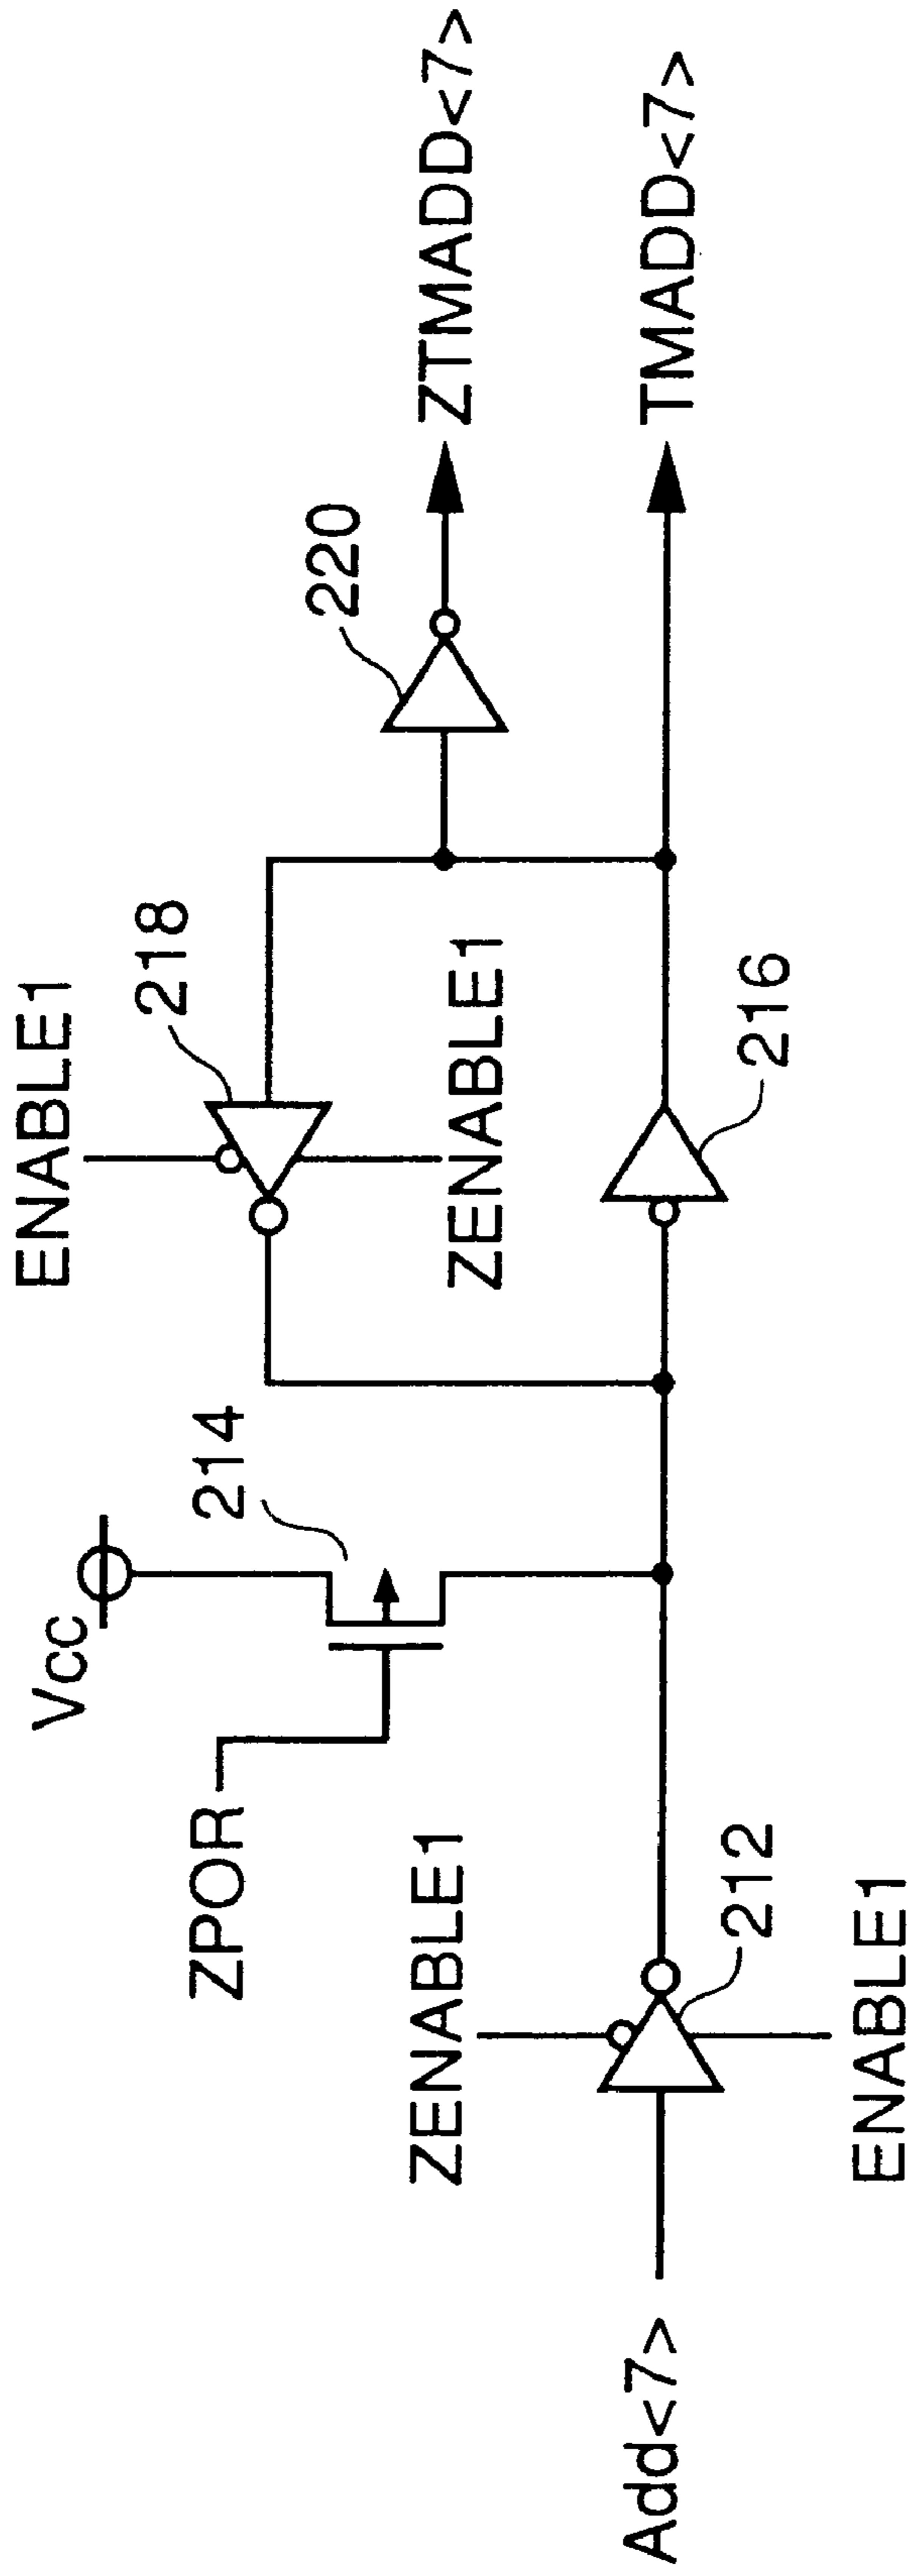 Vcc
ZPOR
214
ENABLE1
218
ZENABLE1
220
ZTMADD<7>
Add<7>
ZENABLE1
212
ENABLE1
216
TMADD<7>